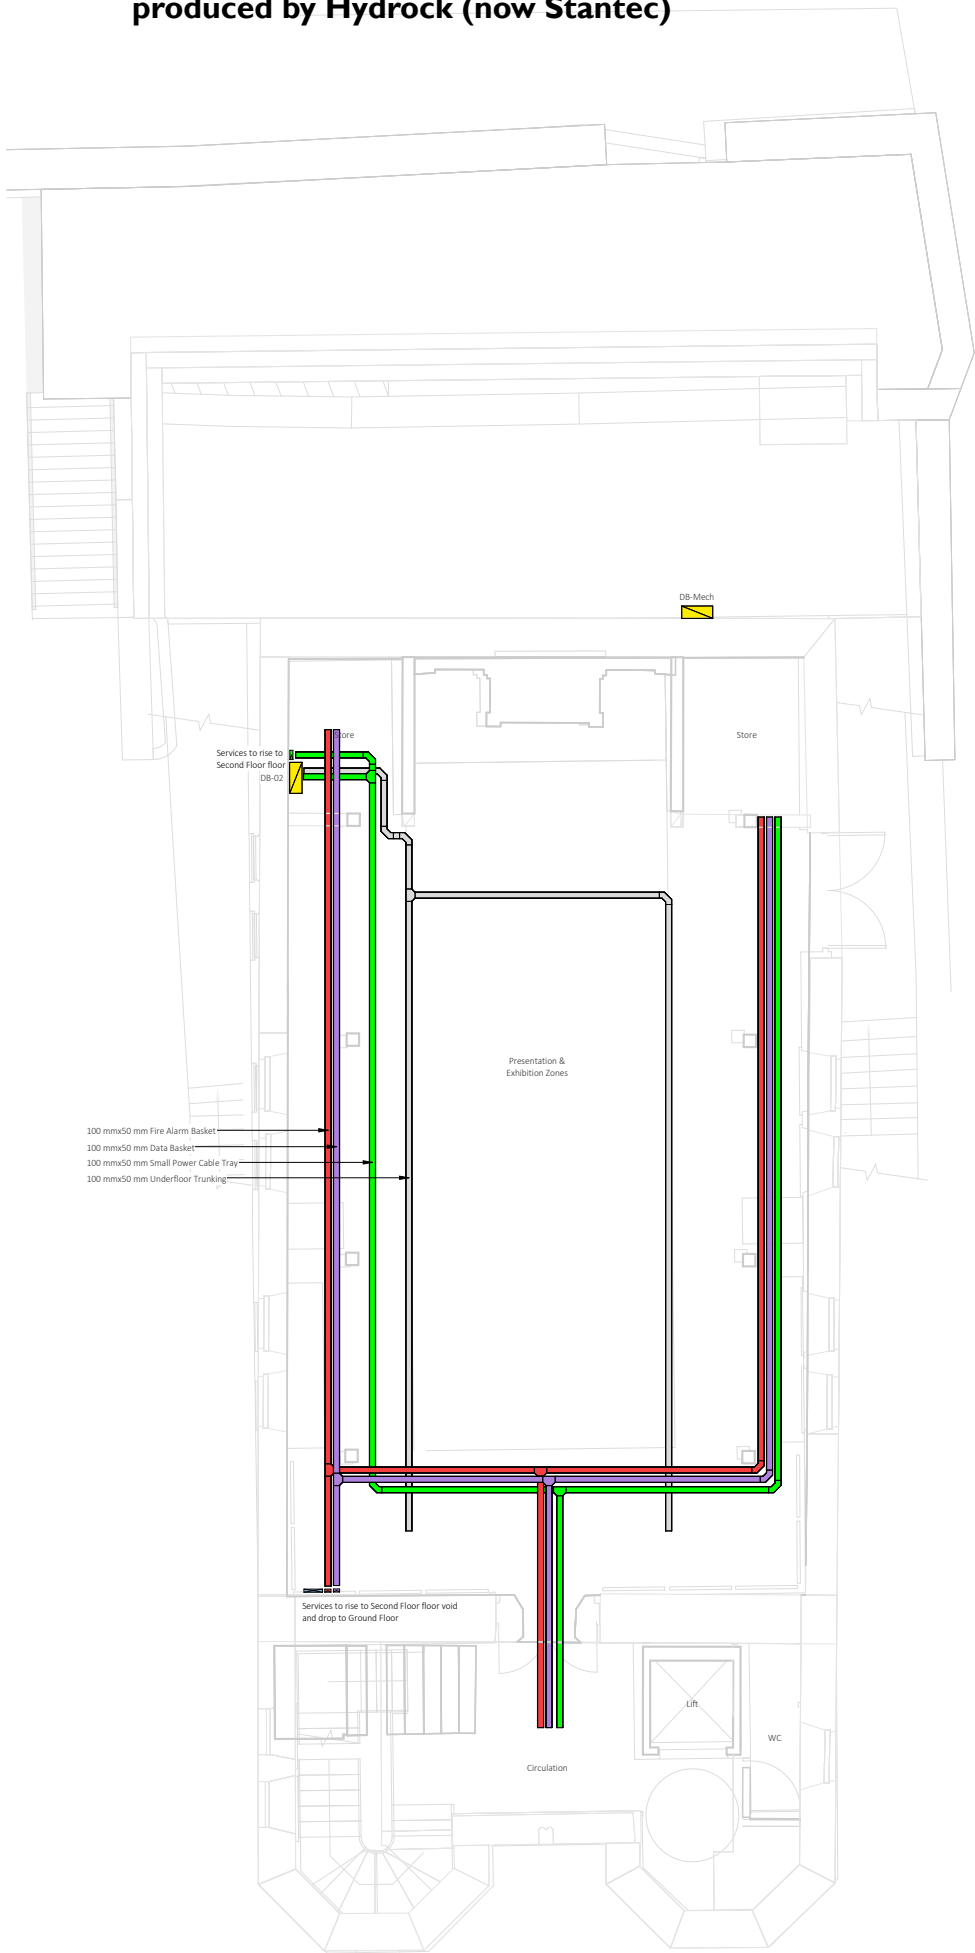 produced by Hydrock (now Stantec)
DB-Mech
Store
Store
Services to rise to
Second Floor floor
DB-02
Presentation &
Exhibition Zones
100 mmx50 mm Fire Alarm Basket
100 mmx50 mm Data Basket
100 mmx50 mm Small Power Cable Tray
100 mmx50 mm Underfloor Trunking
Services to rise to Second Floor floor void
and drop to Ground Floor
Lift
WC
Circulation